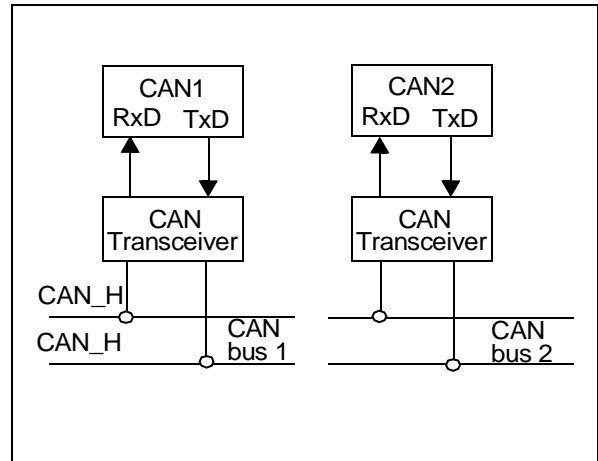 CAN1
RxD TxD
CAN
Transceiver
CAN_H
CAN_H
CAN
bus 1
CAN2
RxD TxD
CAN
Transceiver
CAN
bus 2